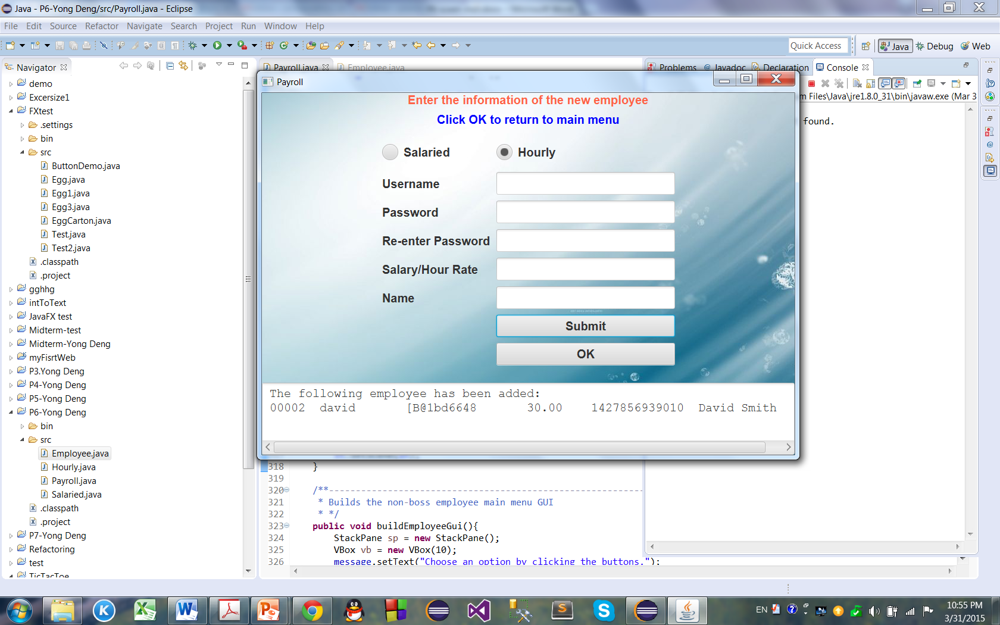 Java - P6-Yong Deng/src/Payroll.java - Eclipse
File Edit Source Refactor Navigate Search Project Run Window Help
Quick Access
Java
Debug
Web
Navigator
demo
Excersize1
FXtest
.settings
bin
src
ButtonDemo.java
Egg.java
Egg1.java
Egg3.java
EggCarton.java
Test.java
Test2.java
.classpath
.project
gghhg
intToText
JavaFX test
Midterm-test
Midterm-Yong Deng
myFisrtWeb
P3.Yong Deng
P4-Yong Deng
P5-Yong Deng
P6-Yong Deng
bin
src
Employee.java
Hourly.java
Payroll.java
Salaried.java
.classpath
.project
P7-Yong Deng
Refactoring
test
TicTacToe
Payroll.java Employee.java
Problems @ Javadoc Declaration Console
m Files\Java\jre1.8.0_31\bin\javaw.exe (Mar 3
found.
Payroll
Enter the information of the new employee
Click OK to return to main menu
Salaried Hourly
Username
Password
Re-enter Password
Salary/Hour Rate
Name
Submit
OK
The following employee has been added:
00002 david [B@1bd6648 30.00 1427856939010 David Smith
318 }
319
320 /**-----------------------------------------------------------
321 * Builds the non-boss employee main menu GUI
322 * */
323 public void buildEmployeeGui(){
324 StackPane sp = new StackPane();
325 VBox vb = new VBox(10);
326 message.setText("Choose an option by clicking the buttons.");
EN
10:55 PM
3/31/2015